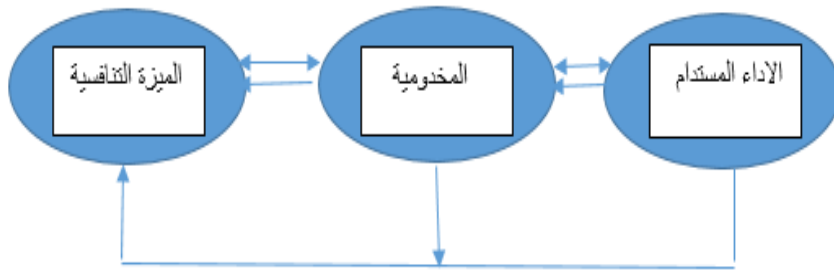 الاداء المستدام
المخدومية
الميزة التنافسية